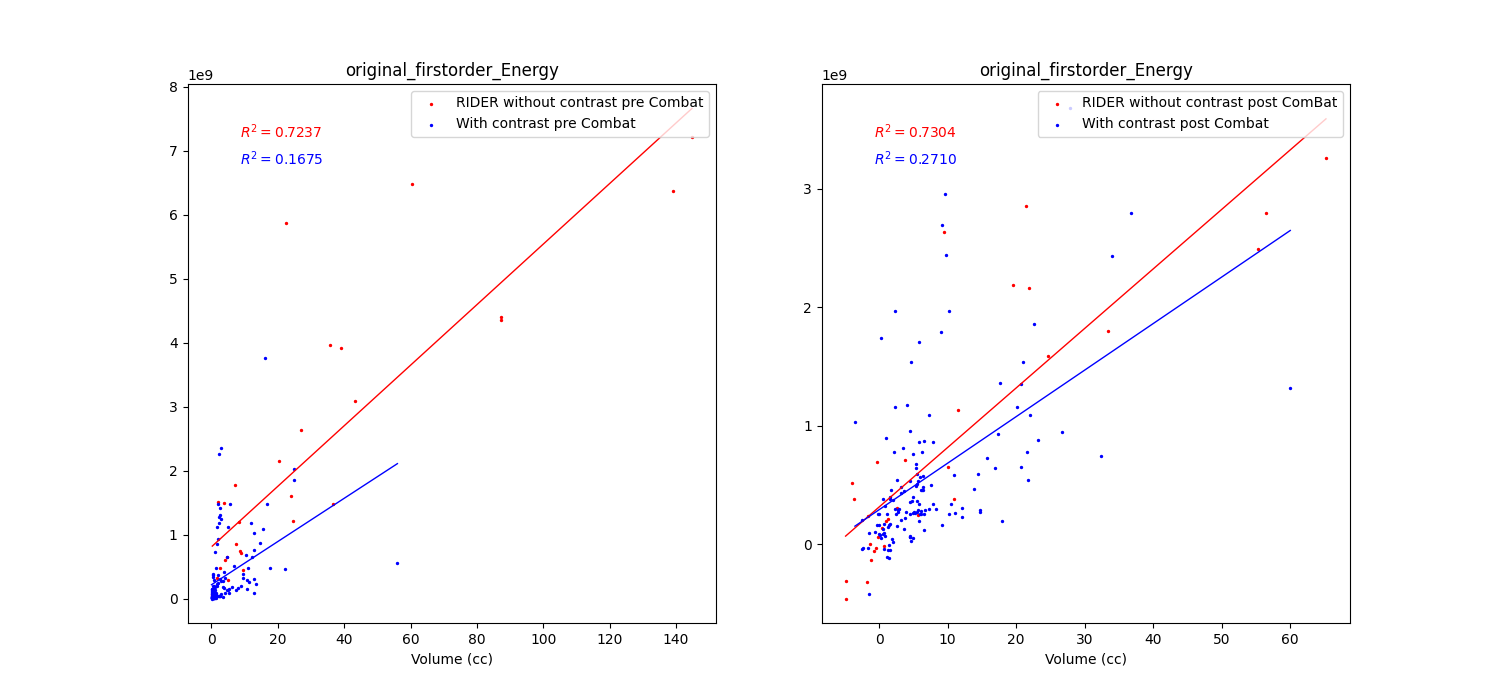 original_firstorder_Energy
1e9
RIDER without contrast pre Combat
With contrast pre Combat
R² = 0.7237
R² = 0.1675
8
7
6
5
4
3
2
1
0
0 20 40 60 80 100 120 140
Volume (cc)
original_firstorder_Energy
1e9
RIDER without contrast post ComBat
With contrast post Combat
R² = 0.7304
R² = 0.2710
3
2
1
0
0 10 20 30 40 50 60
Volume (cc)